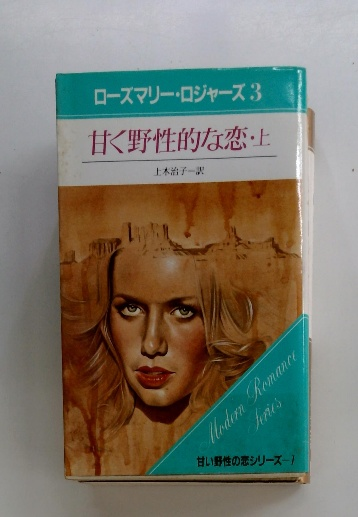 ローズマリー・ロジャーズ3
甘く野性的な恋・上
上木治子―訳
Modern Romance
Series
甘い野性の恋シリーズ―1